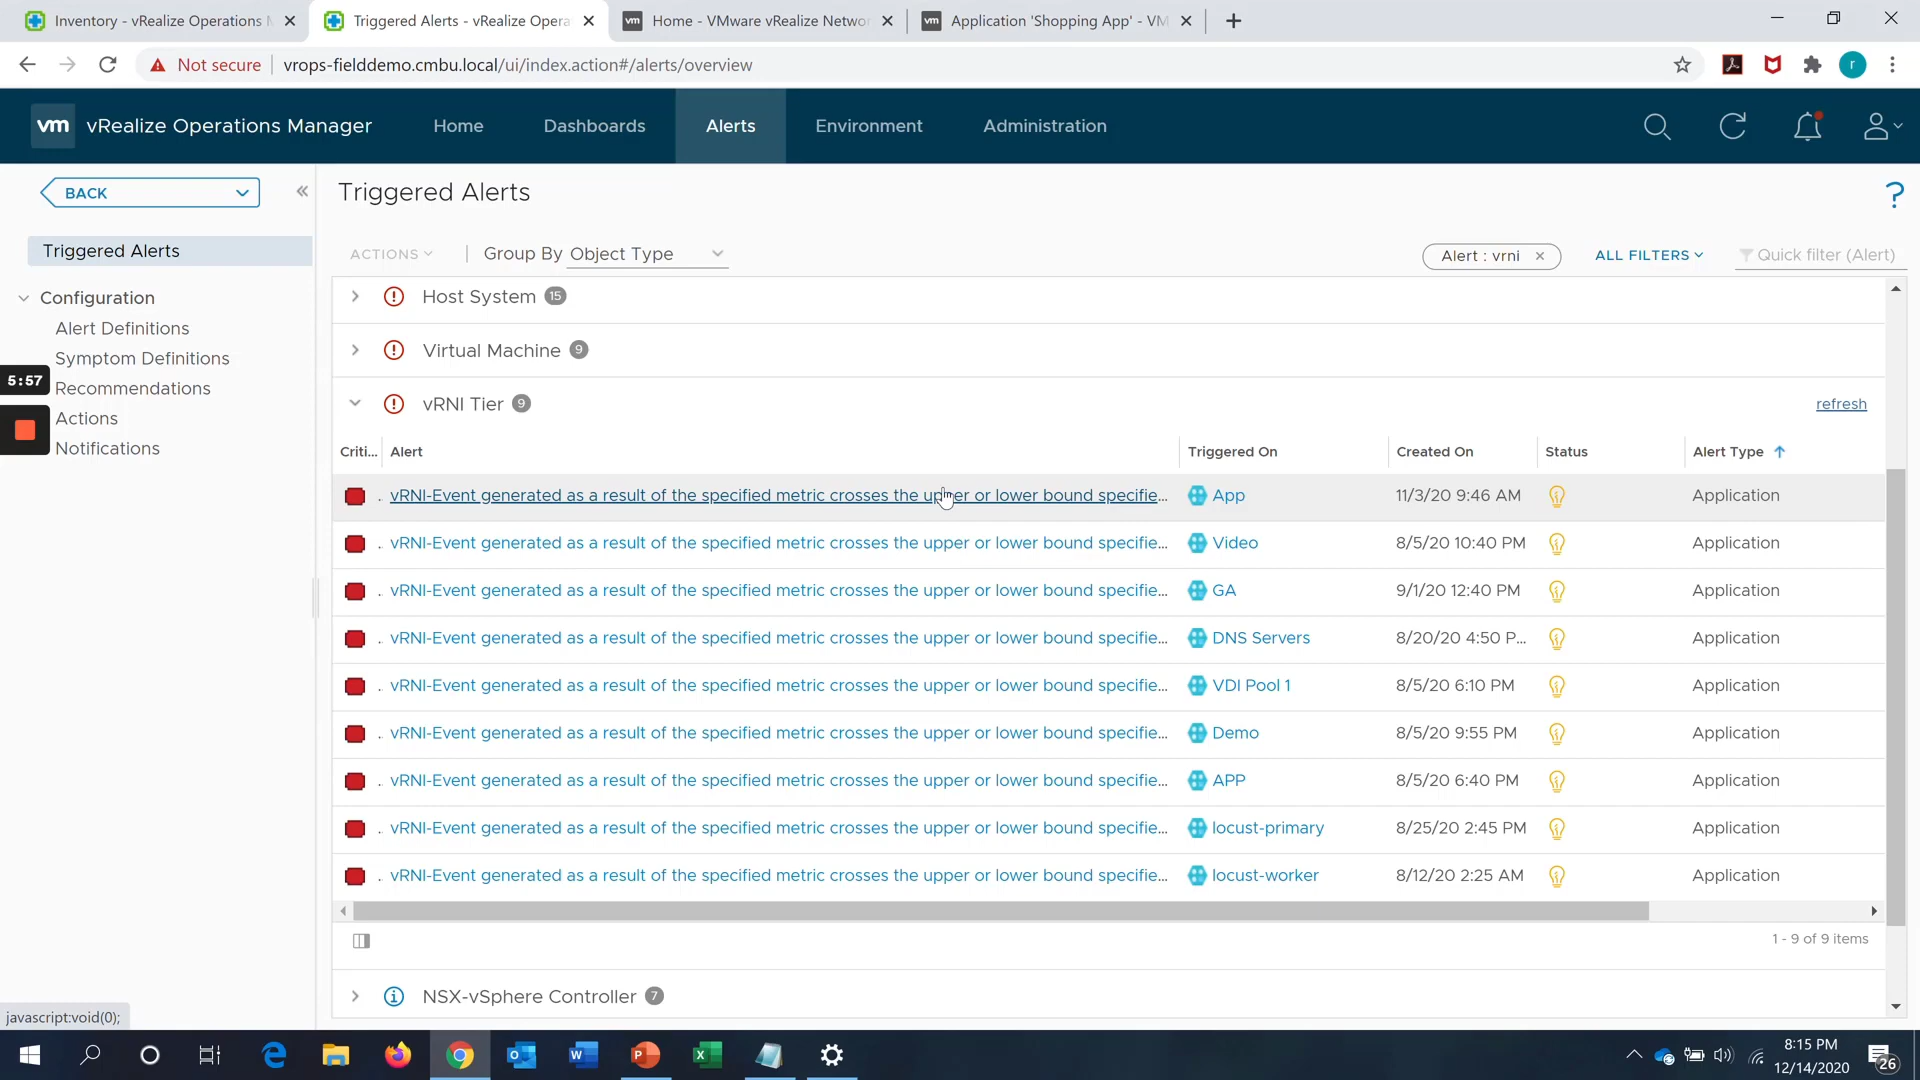 Inventory - vRealize Operations M
Triggered Alerts - vRealize Opera
Home - VMware vRealize Networ
Application 'Shopping App' - VM
Not secure
vrops-fielddemo.cmbu.local/ui/index.action#/alerts/overview
r
vm
vRealize Operations Manager
Home
Dashboards
Alerts
Environment
Administration
BACK
Triggered Alerts
Configuration
Alert Definitions
Symptom Definitions
Recommendations
Actions
Notifications
5:57
Triggered Alerts
?
ACTIONS
Group By Object Type
Alert : vrni
ALL FILTERS
Quick filter (Alert)
Host System 15
Virtual Machine 9
vRNI Tier 9
refresh
Criti... Alert Triggered On Created On Status Alert Type
. vRNI-Event generated as a result of the specified metric crosses the upper or lower bound specifie... App 11/3/20 9:46 AM Application
. vRNI-Event generated as a result of the specified metric crosses the upper or lower bound specifie... Video 8/5/20 10:40 PM Application
. vRNI-Event generated as a result of the specified metric crosses the upper or lower bound specifie... GA 9/1/20 12:40 PM Application
. vRNI-Event generated as a result of the specified metric crosses the upper or lower bound specifie... DNS Servers 8/20/20 4:50 P... Application
. vRNI-Event generated as a result of the specified metric crosses the upper or lower bound specifie... VDI Pool 1 8/5/20 6:10 PM Application
. vRNI-Event generated as a result of the specified metric crosses the upper or lower bound specifie... Demo 8/5/20 9:55 PM Application
. vRNI-Event generated as a result of the specified metric crosses the upper or lower bound specifie... APP 8/5/20 6:40 PM Application
. vRNI-Event generated as a result of the specified metric crosses the upper or lower bound specifie... locust-primary 8/25/20 2:45 PM Application
. vRNI-Event generated as a result of the specified metric crosses the upper or lower bound specifie... locust-worker 8/12/20 2:25 AM Application
1 - 9 of 9 items
NSX-vSphere Controller 7
javascript:void(0);
8:15 PM
12/14/2020
26